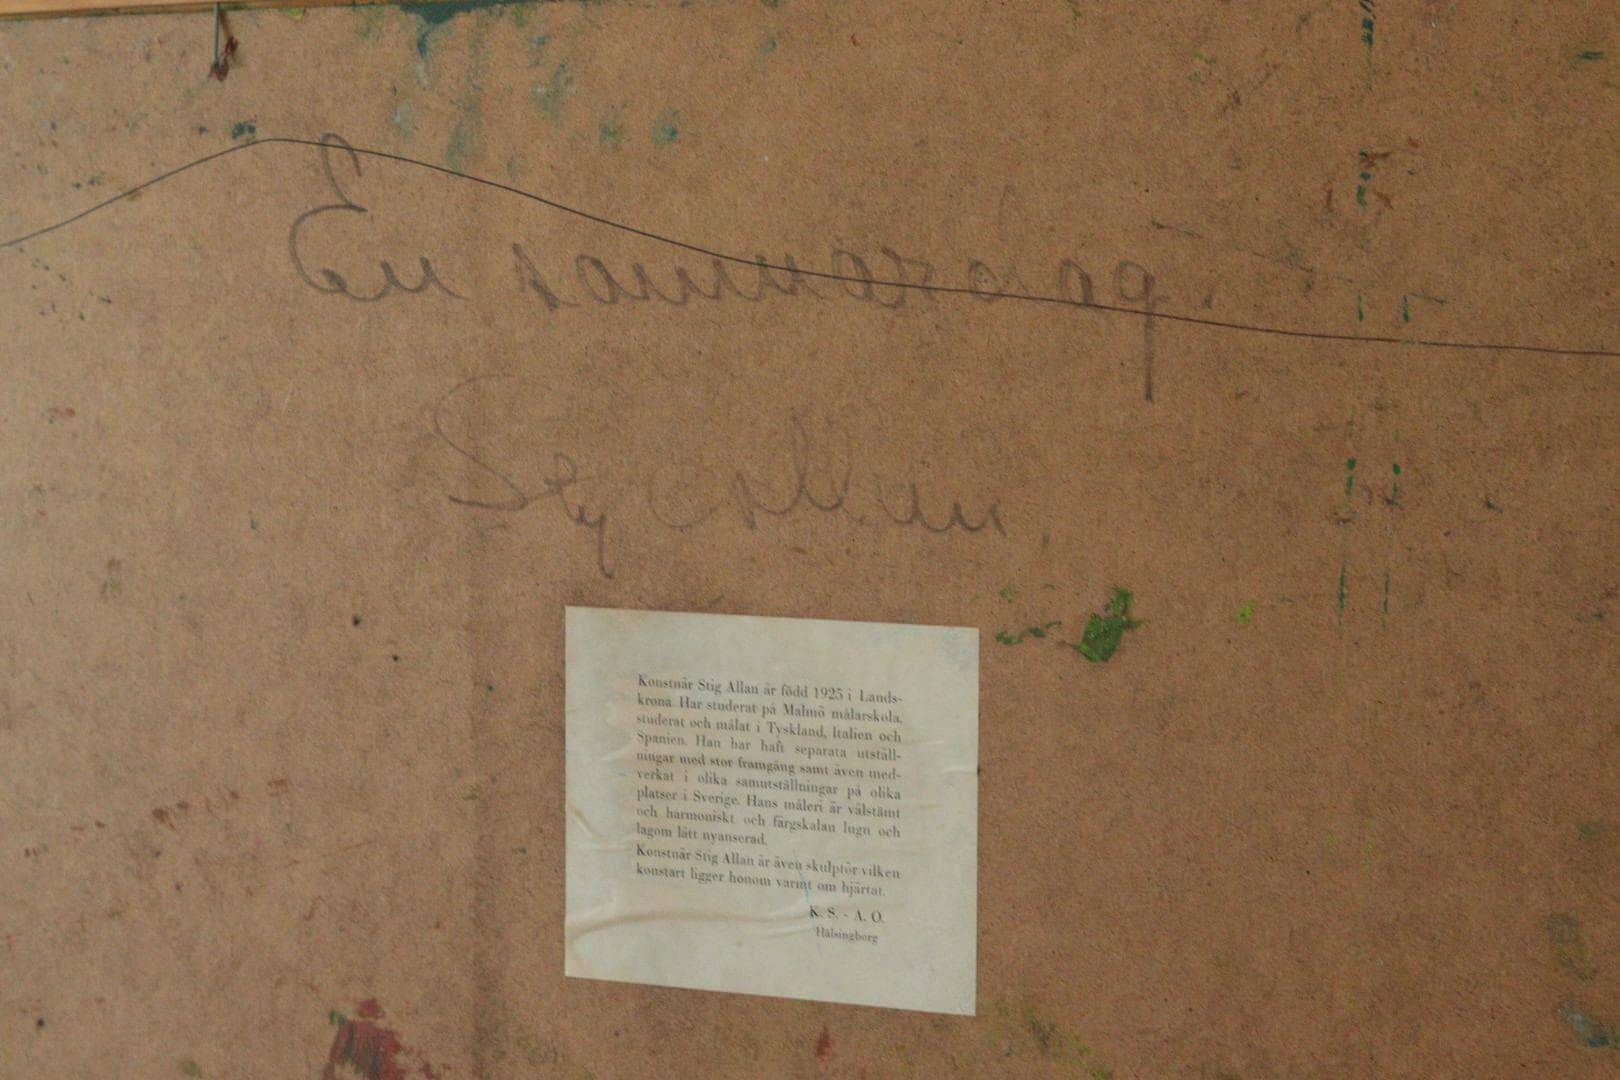 En sommardag.
Stig Allan
Konstnär Stig Allan är född 1925 i Lands-
krona. Har studerat på Malmö målarskola,
studerat och målat i Tyskland, Italien och
Spanien. Han har haft separata utställ-
ningar med stor framgång samt även med-
verkat i olika samutställningar på olika
platser i Sverige. Hans måleri är välstämt
och harmoniskt och färgskalan lugn och
lagom lätt nyanserad.
Konstnär Stig Allan är även skulptör vilken
konstart ligger honom varmt om hjärtat.
K. S. - A. O.
Hälsingborg